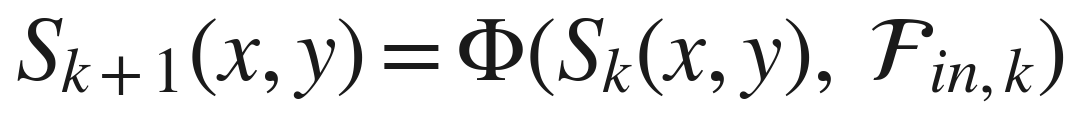 S_{k+1}(x, y) = Φ(S_k(x, y), ℱ_{in, k})